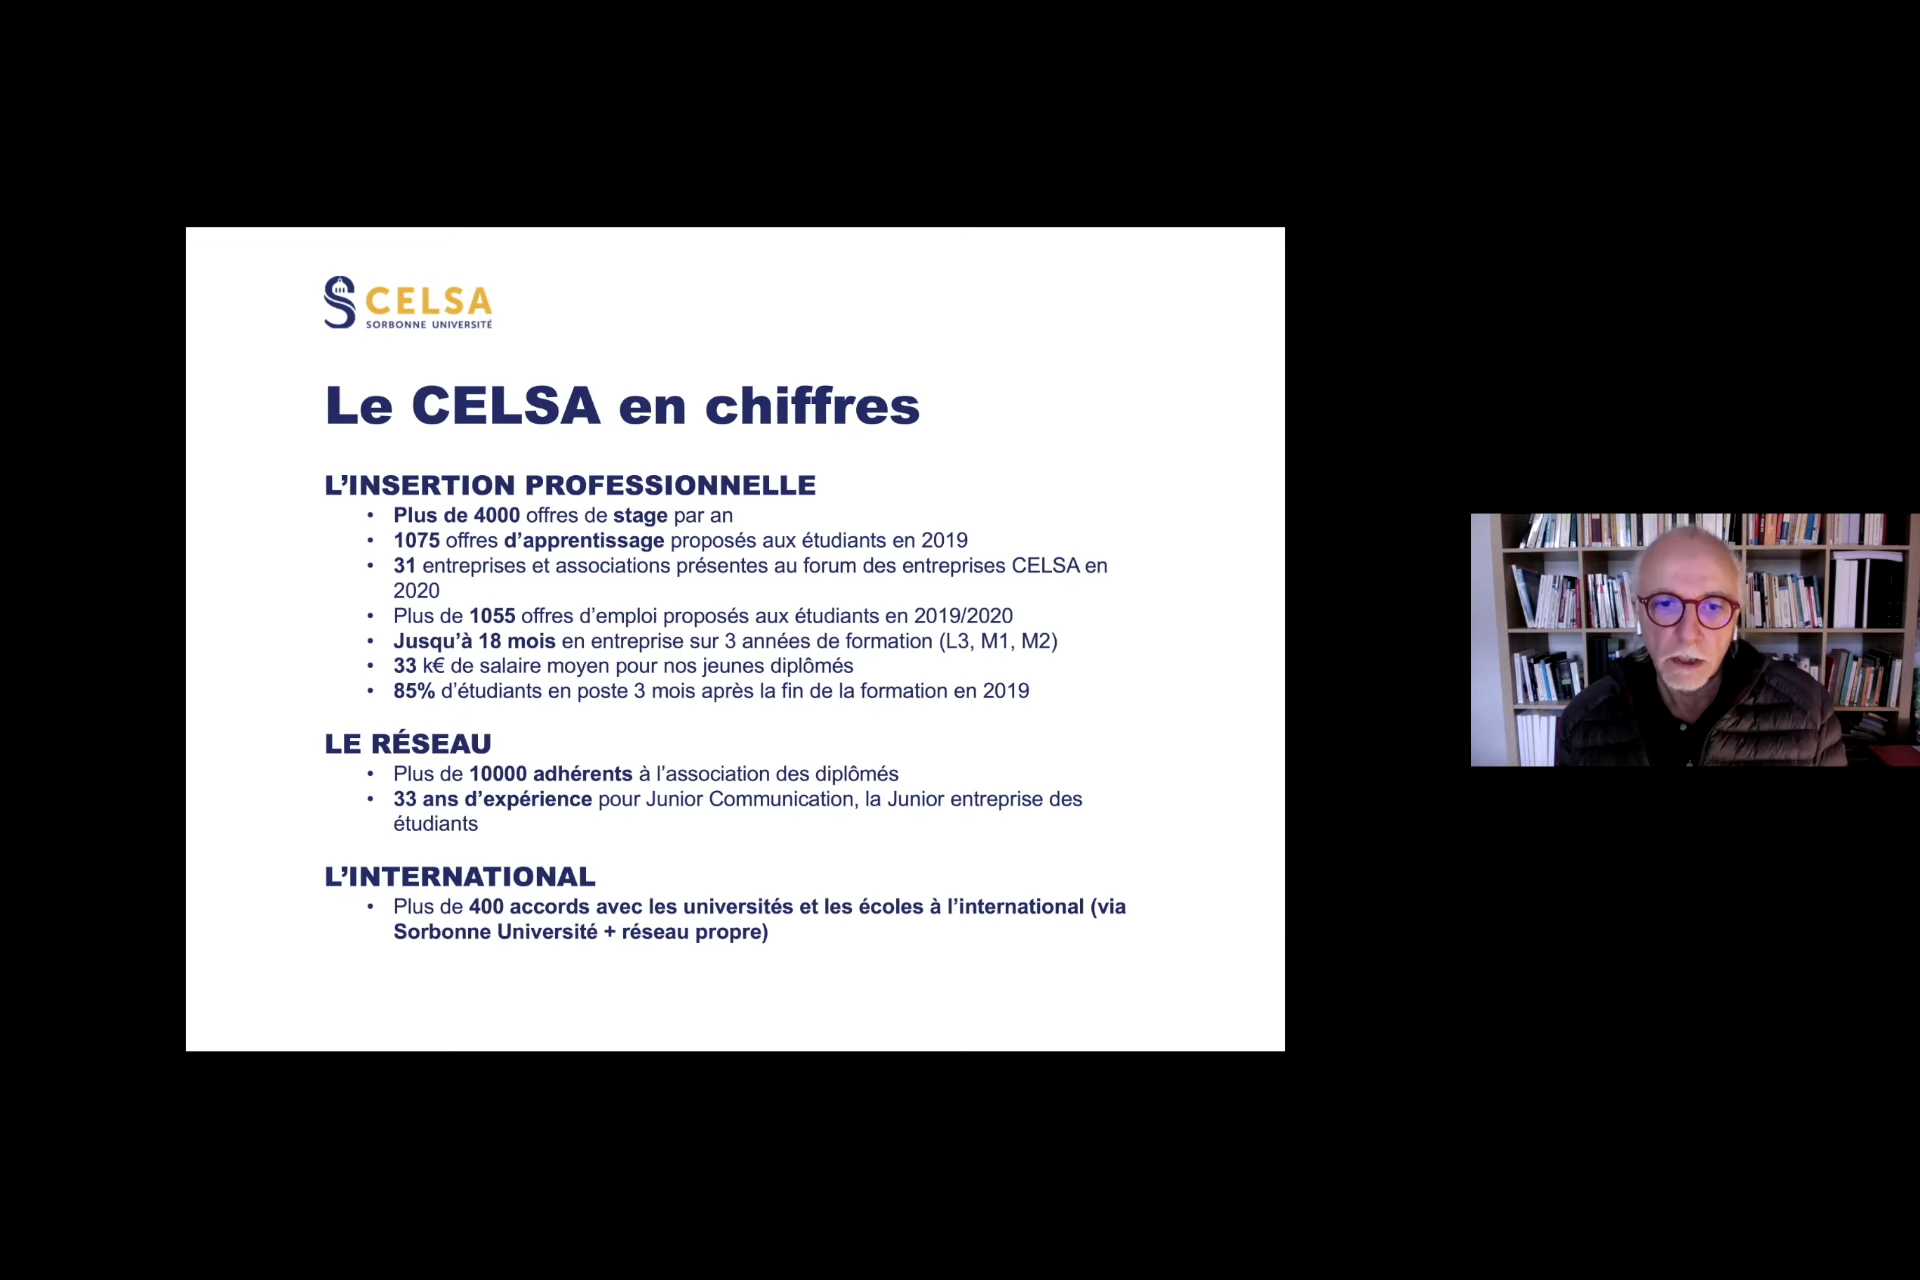 CELSA
SORBONNE UNIVERSITÉ
Le CELSA en chiffres
L’INSERTION PROFESSIONNELLE
• Plus de 4000 offres de stage par an
• 1075 offres d’apprentissage proposés aux étudiants en 2019
• 31 entreprises et associations présentes au forum des entreprises CELSA en
2020
• Plus de 1055 offres d’emploi proposés aux étudiants en 2019/2020
• Jusqu’à 18 mois en entreprise sur 3 années de formation (L3, M1, M2)
• 33 k€ de salaire moyen pour nos jeunes diplômés
• 85% d’étudiants en poste 3 mois après la fin de la formation en 2019
LE RÉSEAU
• Plus de 10000 adhérents à l’association des diplômés
• 33 ans d’expérience pour Junior Communication, la Junior entreprise des
étudiants
L’INTERNATIONAL
• Plus de 400 accords avec les universités et les écoles à l’international (via
Sorbonne Université + réseau propre)